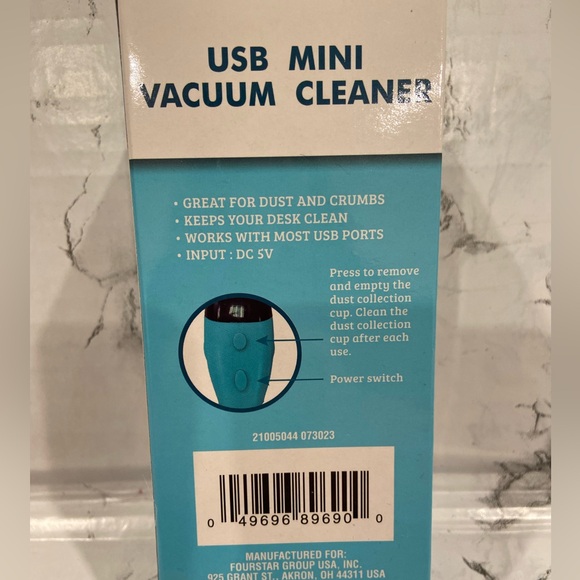 USB MINI
VACUUM CLEANER
• GREAT FOR DUST AND CRUMBS
• KEEPS YOUR DESK CLEAN
• WORKS WITH MOST USB PORTS
• INPUT : DC 5V
Press to remove
and empty the
dust collection
cup. Clean the
dust collection
cup after each
use.
Power switch
21005044 073023
0 49696 89690 0
MANUFACTURED FOR:
FOURSTAR GROUP USA, INC.
925 GRANT ST., AKRON, OH 44311 USA